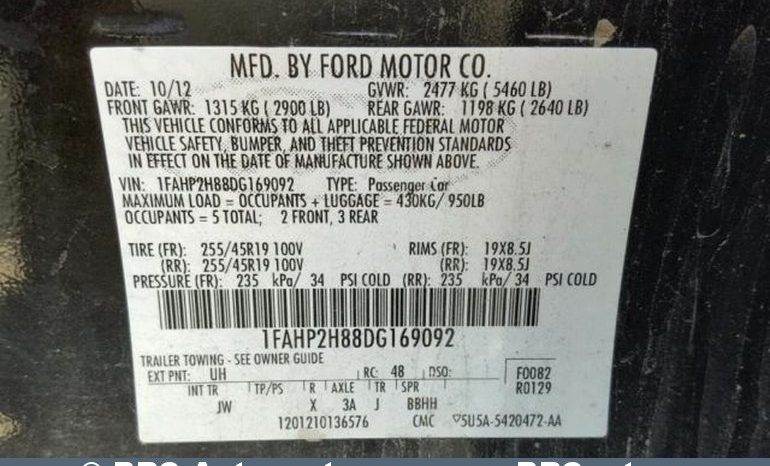 MFD. BY FORD MOTOR CO.
DATE: 10/12 GVWR: 2477 KG ( 5460 LB)
FRONT GAWR: 1315 KG ( 2900 LB) REAR GAWR: 1198 KG ( 2640 LB)
THIS VEHICLE CONFORMS TO ALL APPLICABLE FEDERAL MOTOR
VEHICLE SAFETY, BUMPER, AND THEFT PREVENTION STANDARDS
IN EFFECT ON THE DATE OF MANUFACTURE SHOWN ABOVE.
VIN: 1FAHP2H88DG169092 TYPE: Passenger Car
MAXIMUM LOAD = OCCUPANTS + LUGGAGE = 430KG/ 950LB
OCCUPANTS = 5 TOTAL; 2 FRONT, 3 REAR
TIRE (FR): 255/45R19 100V RIMS (FR): 19X8.5J
(RR): 255/45R19 100V (RR): 19X8.5J
PRESSURE (FR): 235 kPa/ 34 PSI COLD (RR): 235 kPa/ 34 PSI COLD
1FAHP2H88DG169092
TRAILER TOWING - SEE OWNER GUIDE
EXT PNT: UH RC: 48 DSO: F0082
INT TR TP/PS R AXLE TR SPR R0129
JW X 3A J BBHH
1201210136576 CMC 5U5A-5420472-AA